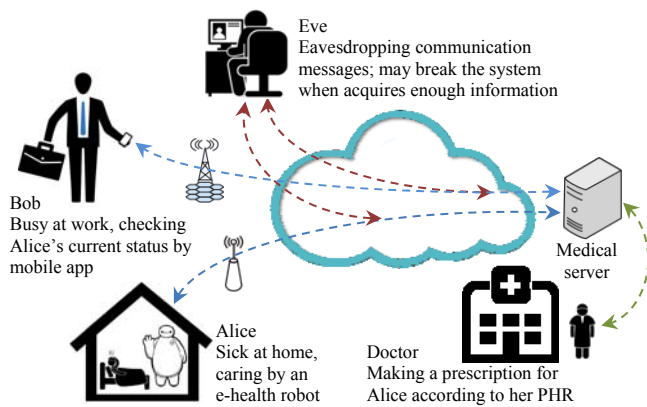 Eve
Eavesdropping communication
messages; may break the system
when acquires enough information
Bob
Busy at work, checking
Alice's current status by
mobile app
Medical
server
Alice
Sick at home,
caring by an
e-health robot
Doctor
Making a prescription for
Alice according to her PHR